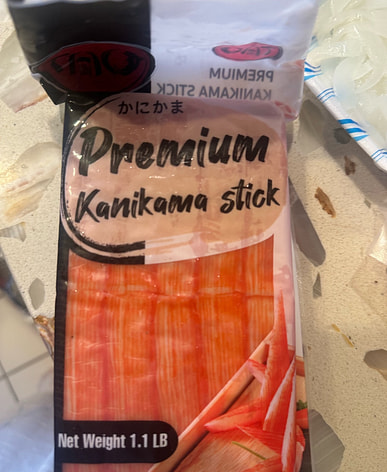 PREMIUM
KANIKAMA STICK
かにかま
Premium
Kanikama stick
Net Weight 1.1 LB